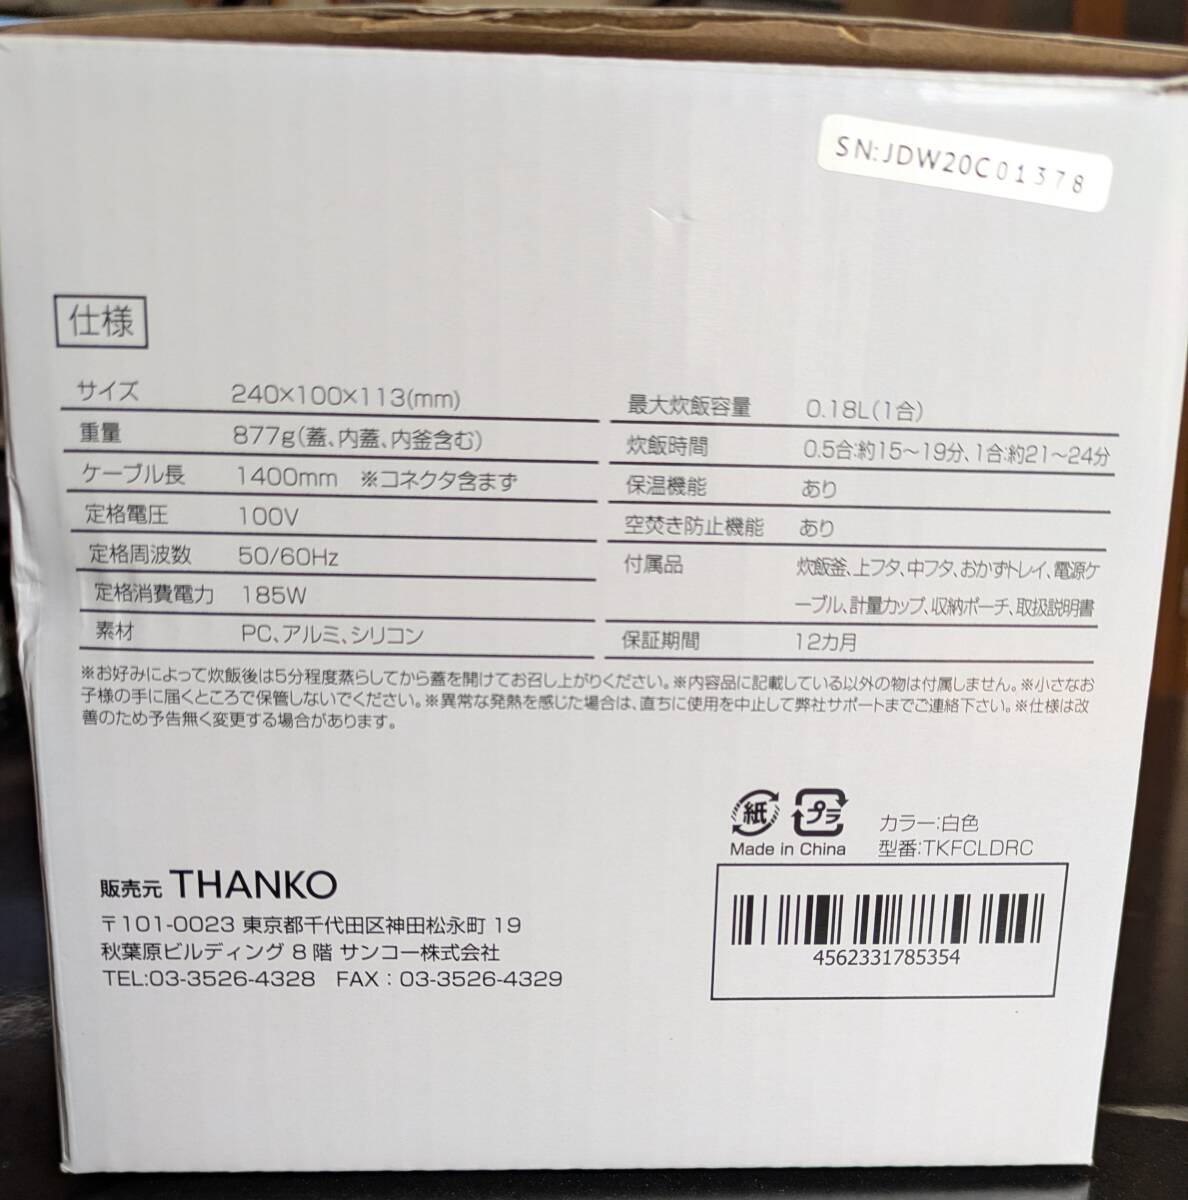 SN:JDW20C01378
仕様
サイズ 240×100×113(mm)
重量 877g(蓋、内蓋、内釜含む)
ケーブル長 1400mm ※コネクタ含まず
定格電圧 100V
定格周波数 50/60Hz
定格消費電力 185W
素材 PC、アルミ、シリコン
最大炊飯容量 0.18L(1合)
炊飯時間 0.5合:約15〜19分、1合:約21〜24分
保温機能 あり
空焚き防止機能 あり
付属品 炊飯釜、上フタ、中フタ、おかずトレイ、電源ケ
ーブル、計量カップ、収納ポーチ、取扱説明書
保証期間 12カ月
※お好みによって炊飯後は5分程度蒸らしてから蓋を開けてお召し上がりください。※内容品に記載している以外の物は付属しません。※小さなお
子様の手に届くところで保管しないでください。※異常な発熱を感じた場合は、直ちに使用を中止して弊社サポートまでご連絡下さい。※仕様は改
善のため予告無く変更する場合があります。
紙 プラ
Made in China
カラー:白色
型番:TKFCLDRC
4562331785354
販売元 THANKO
〒101-0023 東京都千代田区神田松永町 19
秋葉原ビルディング 8 階 サンコー株式会社
TEL:03-3526-4328 FAX:03-3526-4329